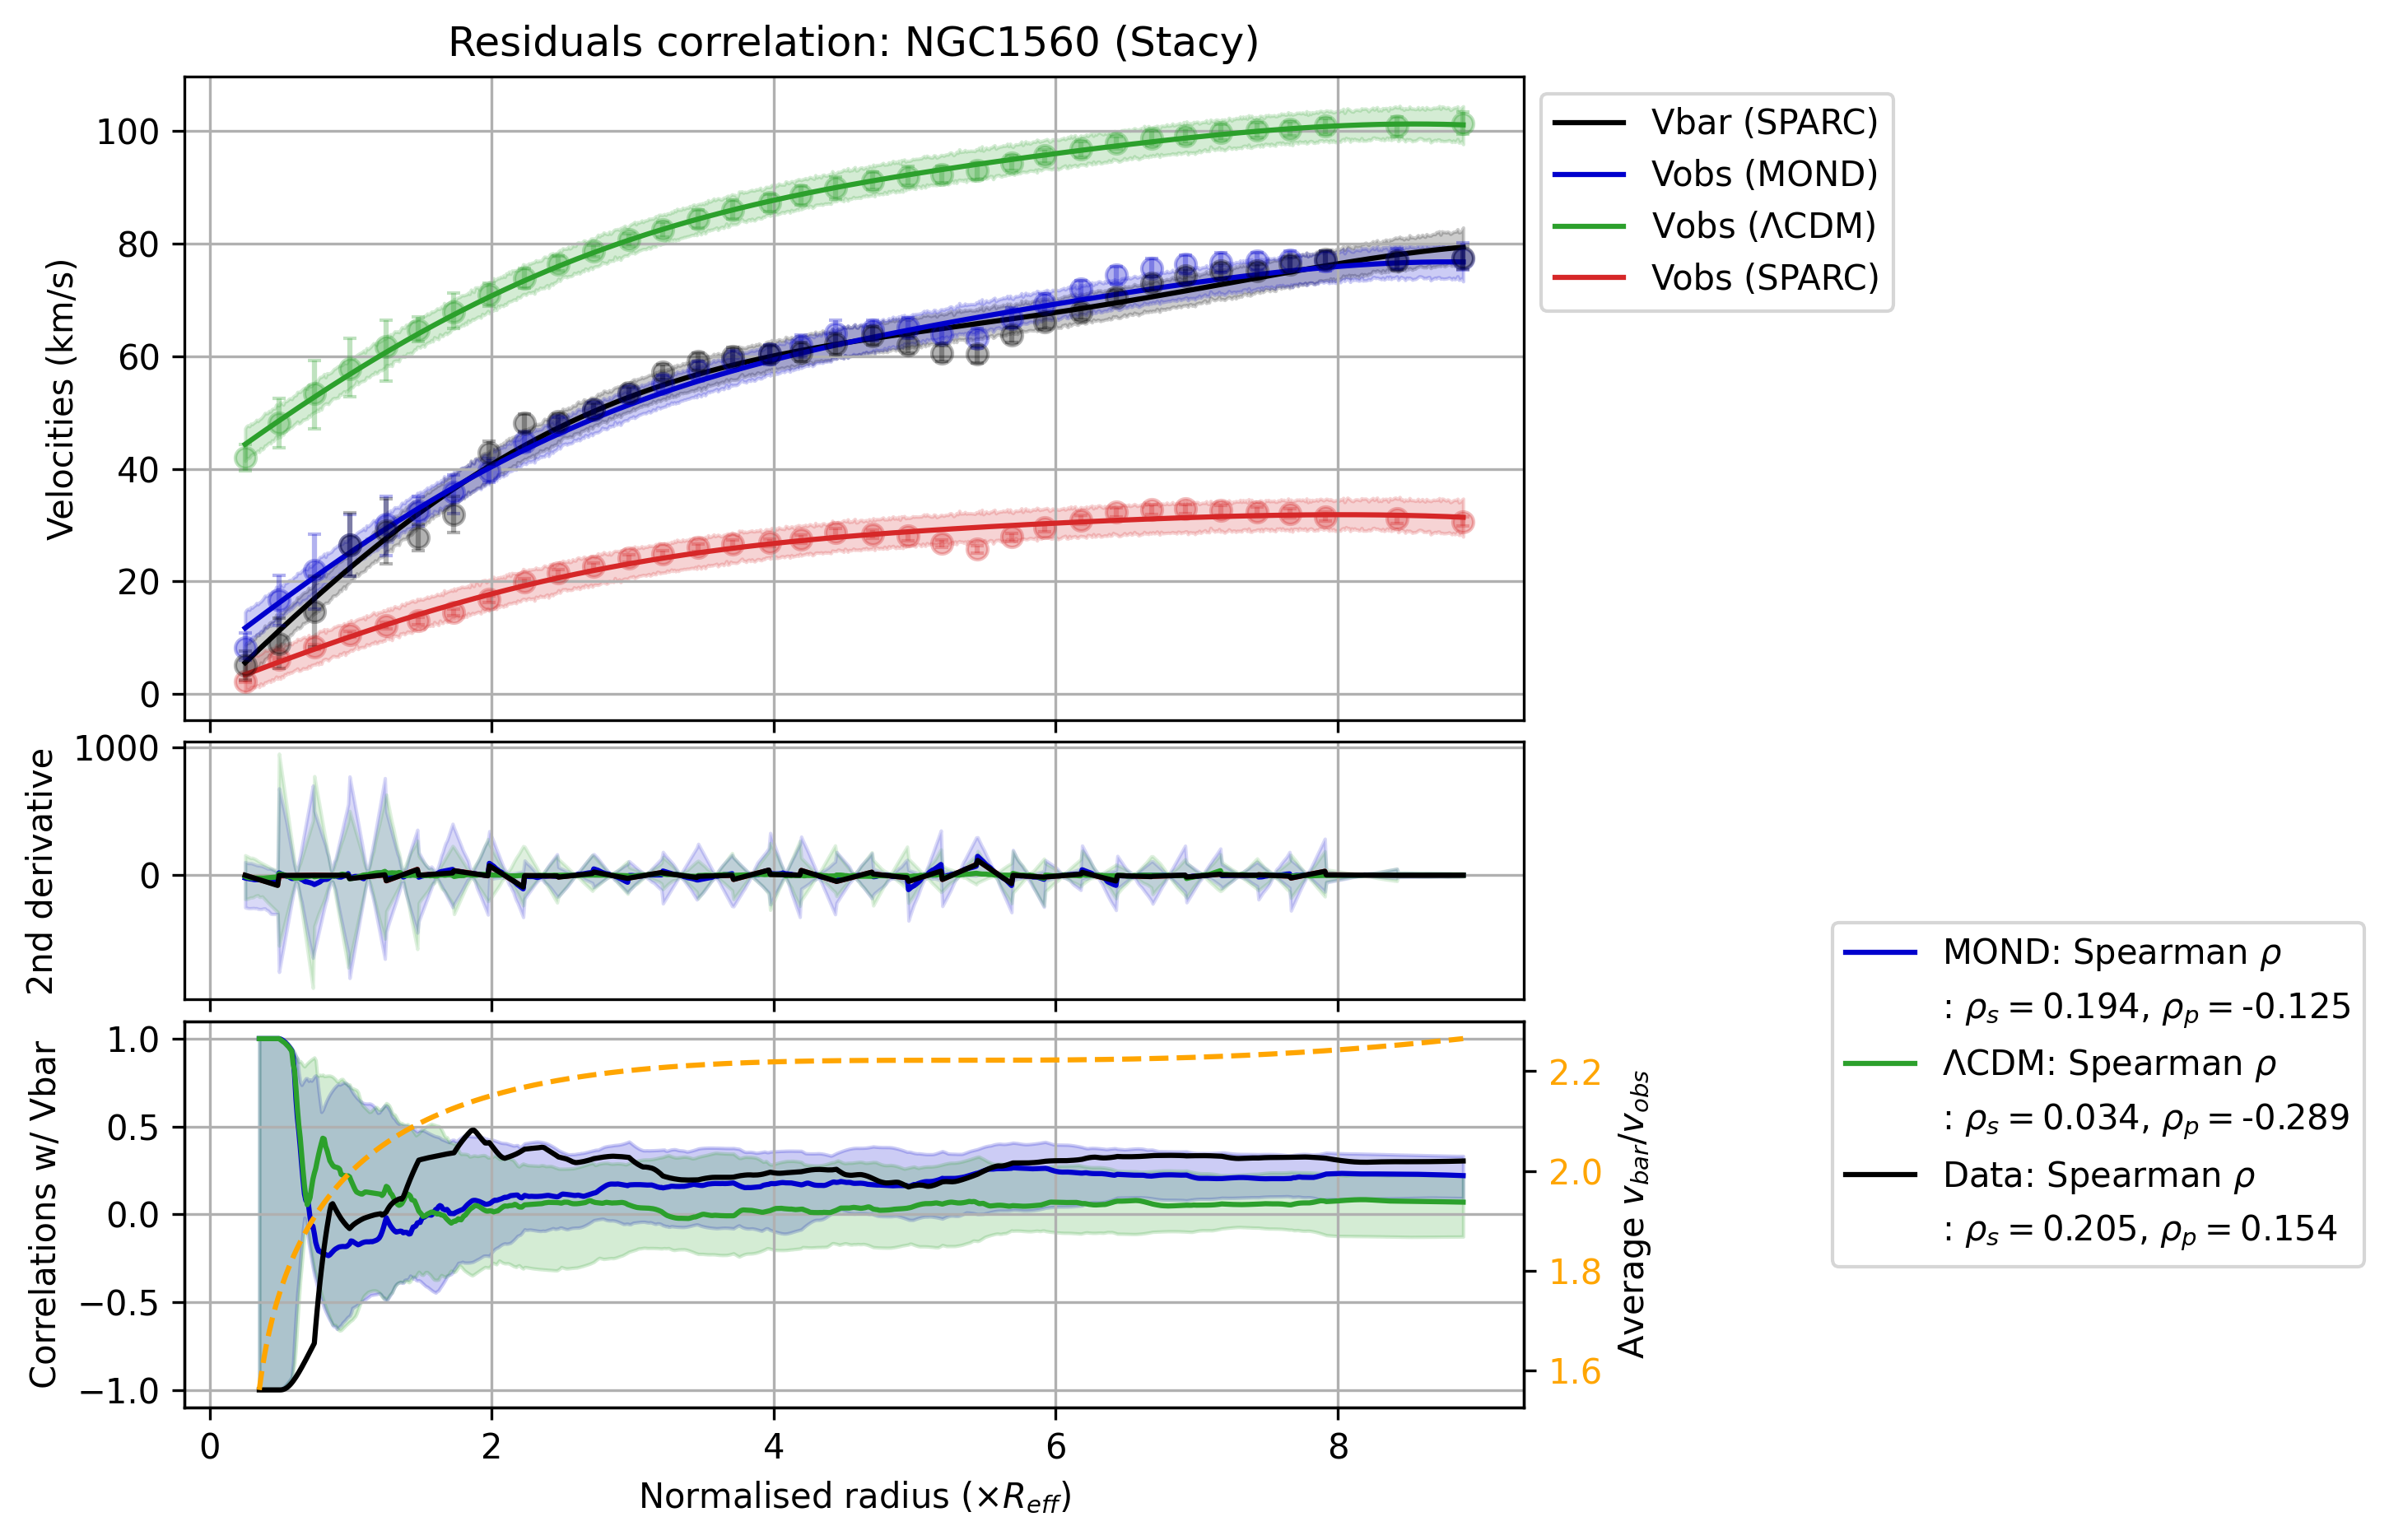 Residuals correlation: NGC1560 (Stacy)
Velocities (km/s)
100
80
60
40
20
0
Vbar (SPARC)
Vobs (MOND)
Vobs (ΛCDM)
Vobs (SPARC)
2nd derivative
1000
0
Correlations w/ Vbar
1.0
0.5
0.0
−0.5
−1.0
2.2
2.0
1.8
1.6
Average v_bar/v_obs
MOND: Spearman ρ
: ρ_s = 0.194, ρ_p = -0.125
ΛCDM: Spearman ρ
: ρ_s = 0.034, ρ_p = -0.289
Data: Spearman ρ
: ρ_s = 0.205, ρ_p = 0.154
0 2 4 6 8
Normalised radius (×R_eff)